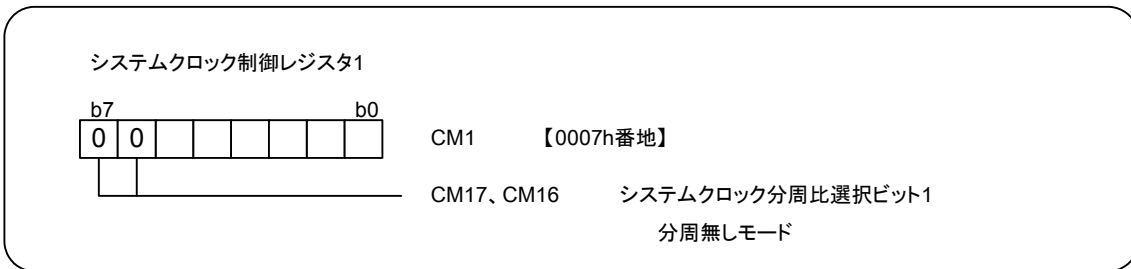 システムクロック制御レジスタ1
b7 b0
0 0 CM1 【0007h番地】
CM17、CM16 システムクロック分周比選択ビット1
分周無しモード